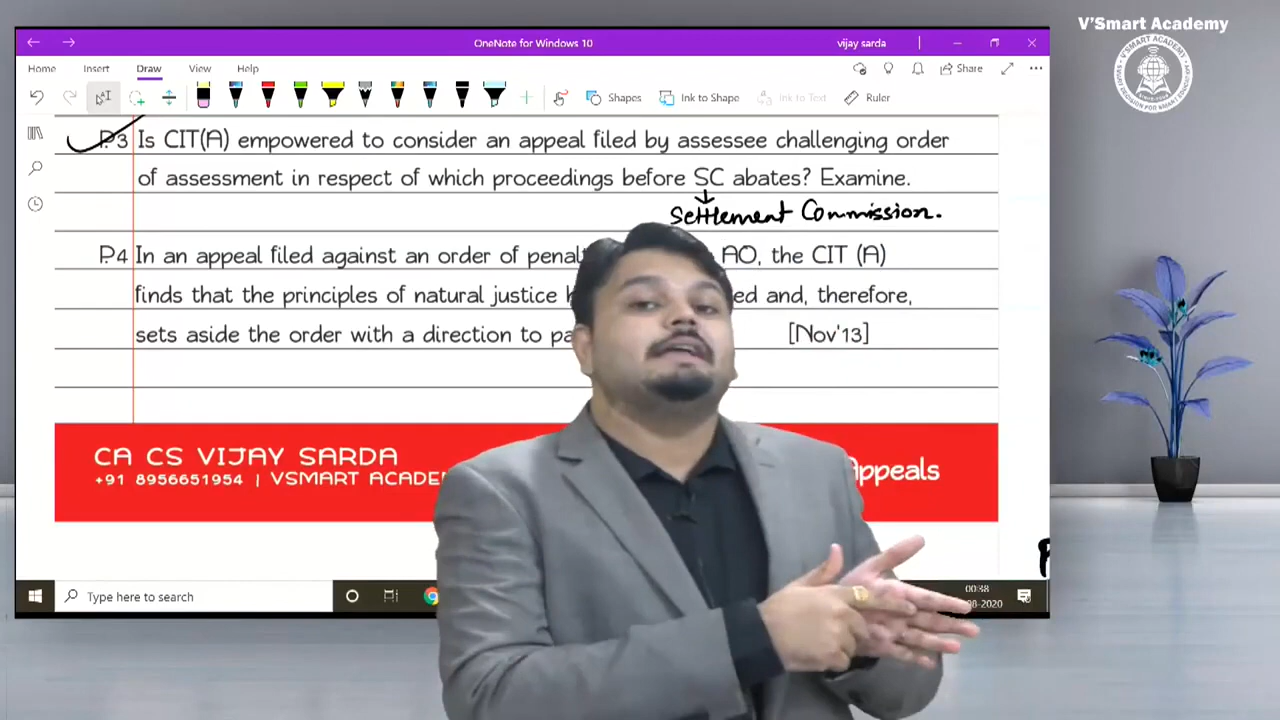 V'Smart Academy
OneNote for Windows 10
vijay sarda
Home Insert Draw View Help
Share
Shapes Ink to Shape Ink to Text Ruler
P.3 Is CIT(A) empowered to consider an appeal filed by assessee challenging order
of assessment in respect of which proceedings before SC abates? Examine.
Settlement Commission.
P.4 In an appeal filed against an order of AO, the CIT (A)
finds that the principles of natural justice and, therefore,
sets aside the order with a direction to [Nov'13]
CA CS VIJAY SARDA
+91 8956651954 | VSMART
Appeals
Type here to search
00:38
-2020